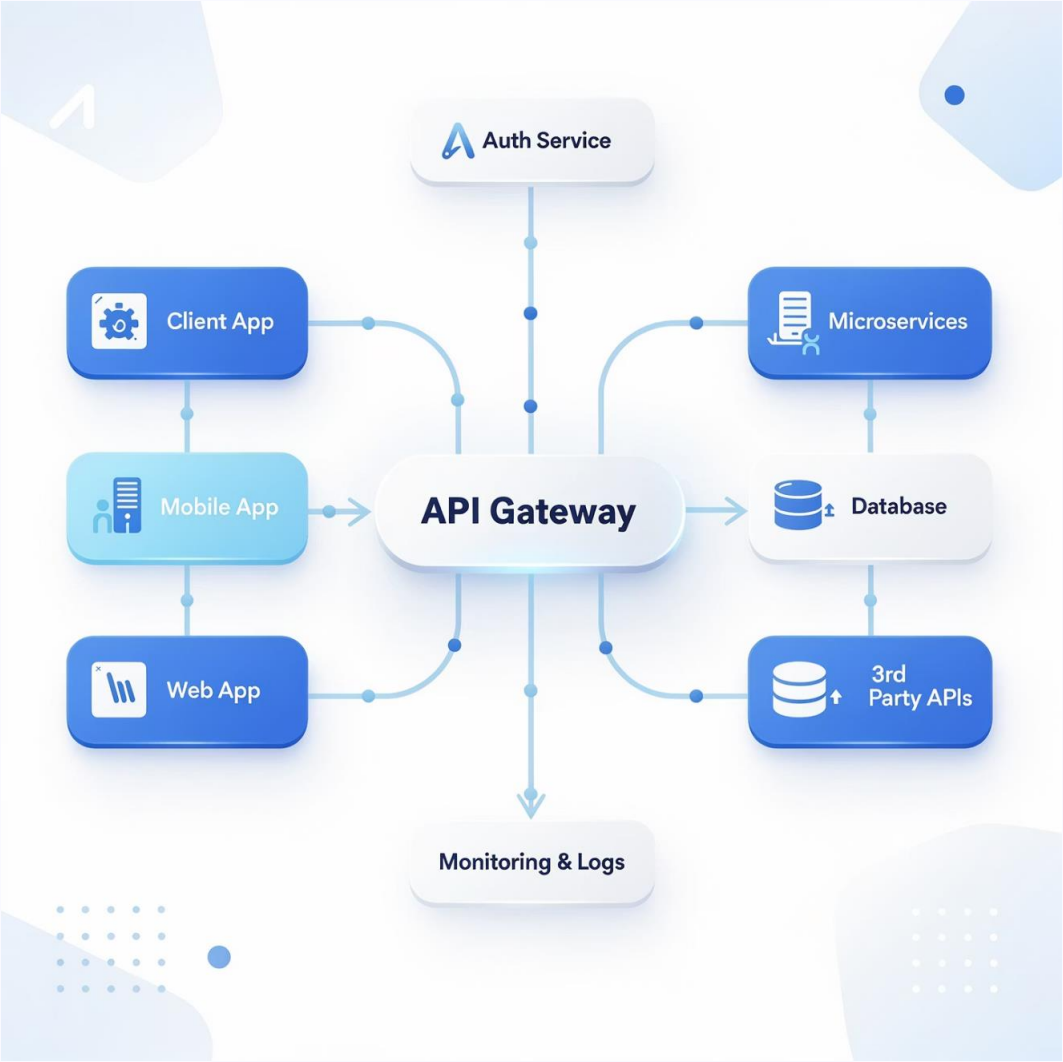 Auth Service
Client App
Microservices
Mobile App
API Gateway
Database
Web App
3rd
Party APIs
Monitoring & Logs